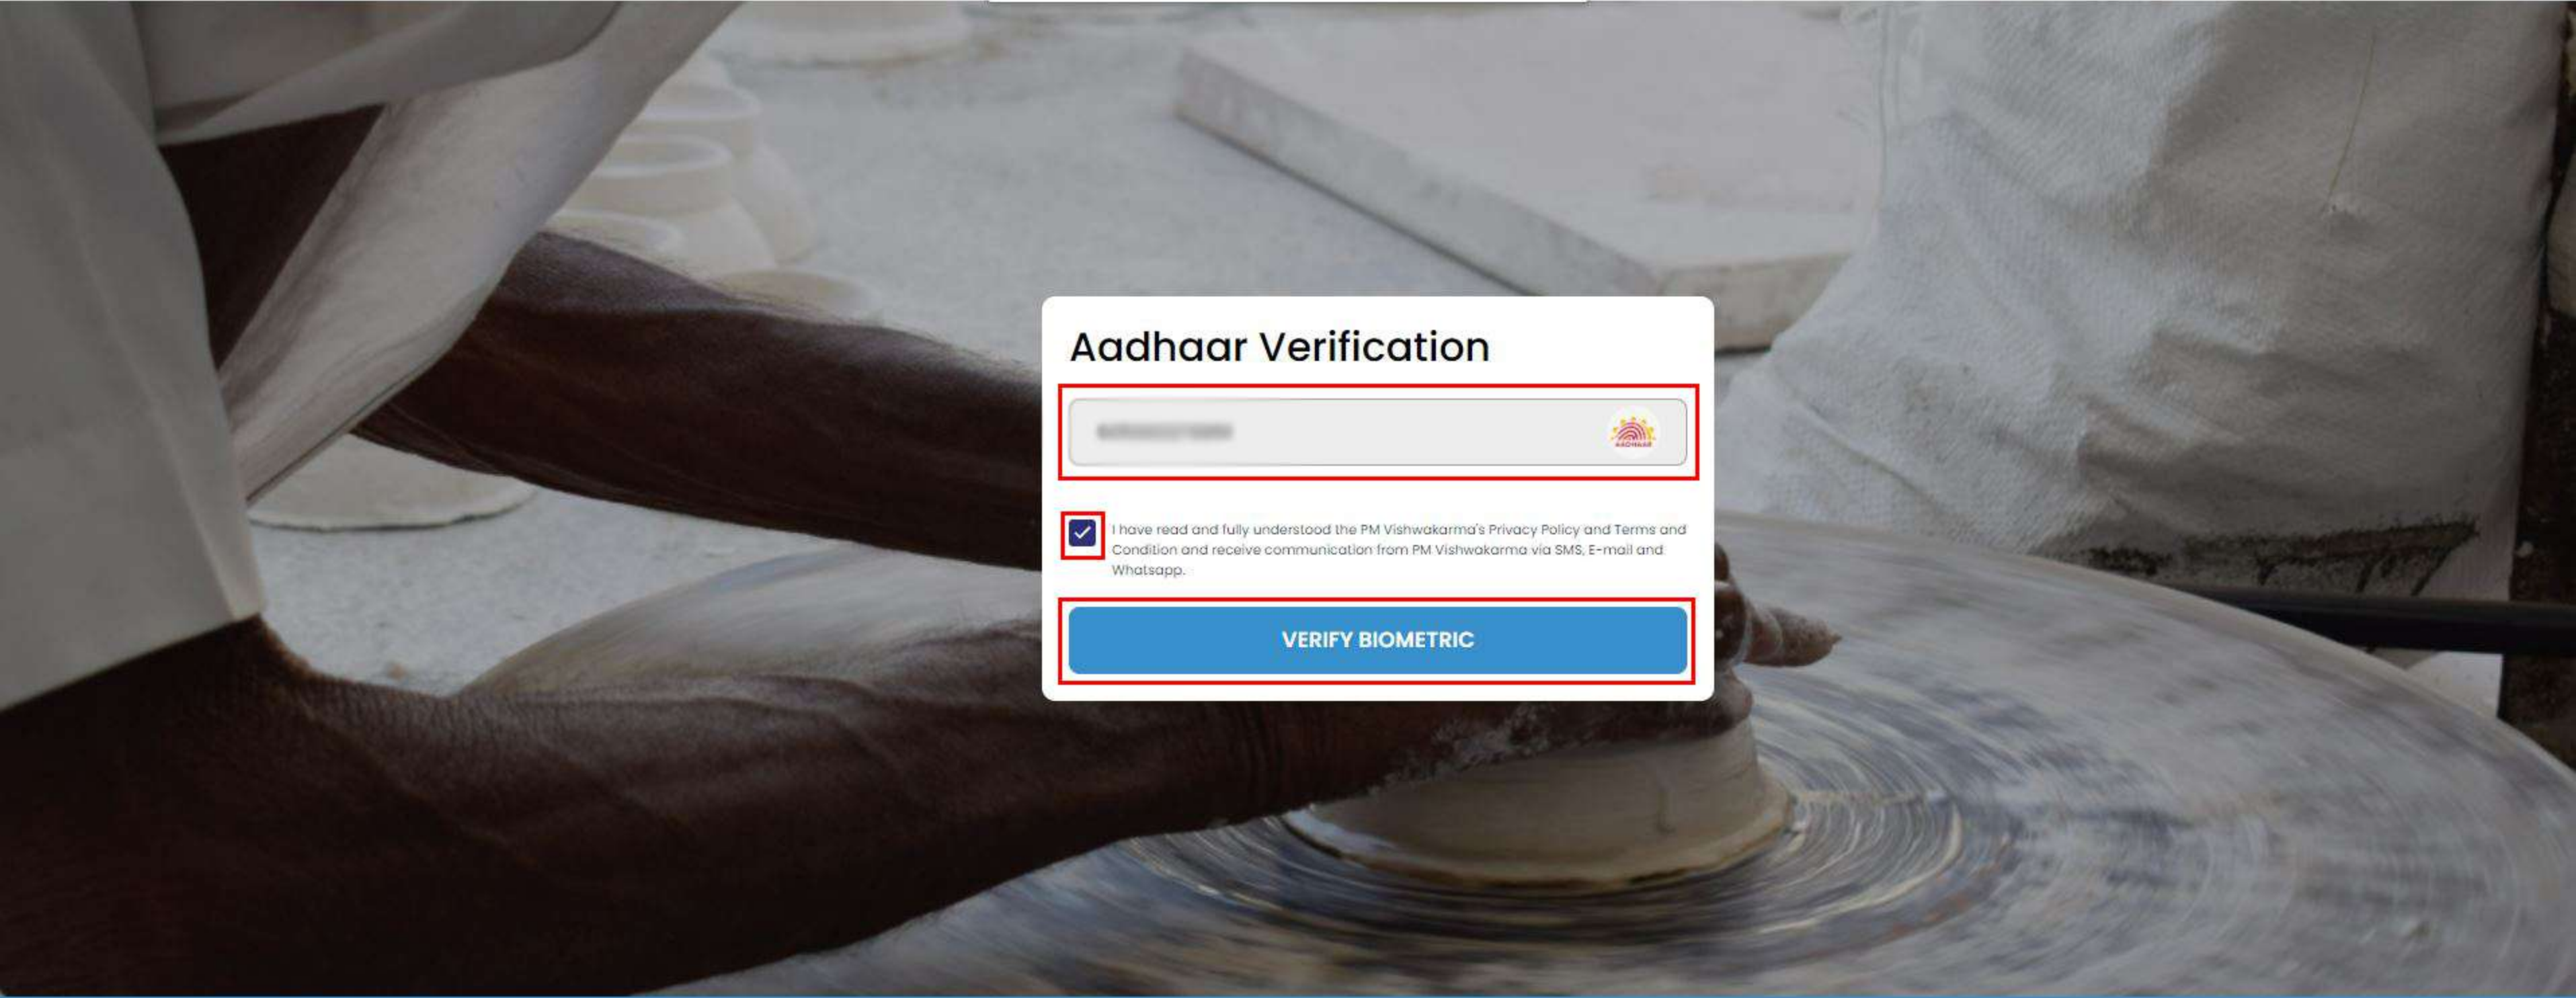 Aadhaar Verification
AADHAAR
I have read and fully understood the PM Vishwakarma's Privacy Policy and Terms and
Condition and receive communication from PM Vishwakarma via SMS, E-mail and
Whatsapp.
VERIFY BIOMETRIC